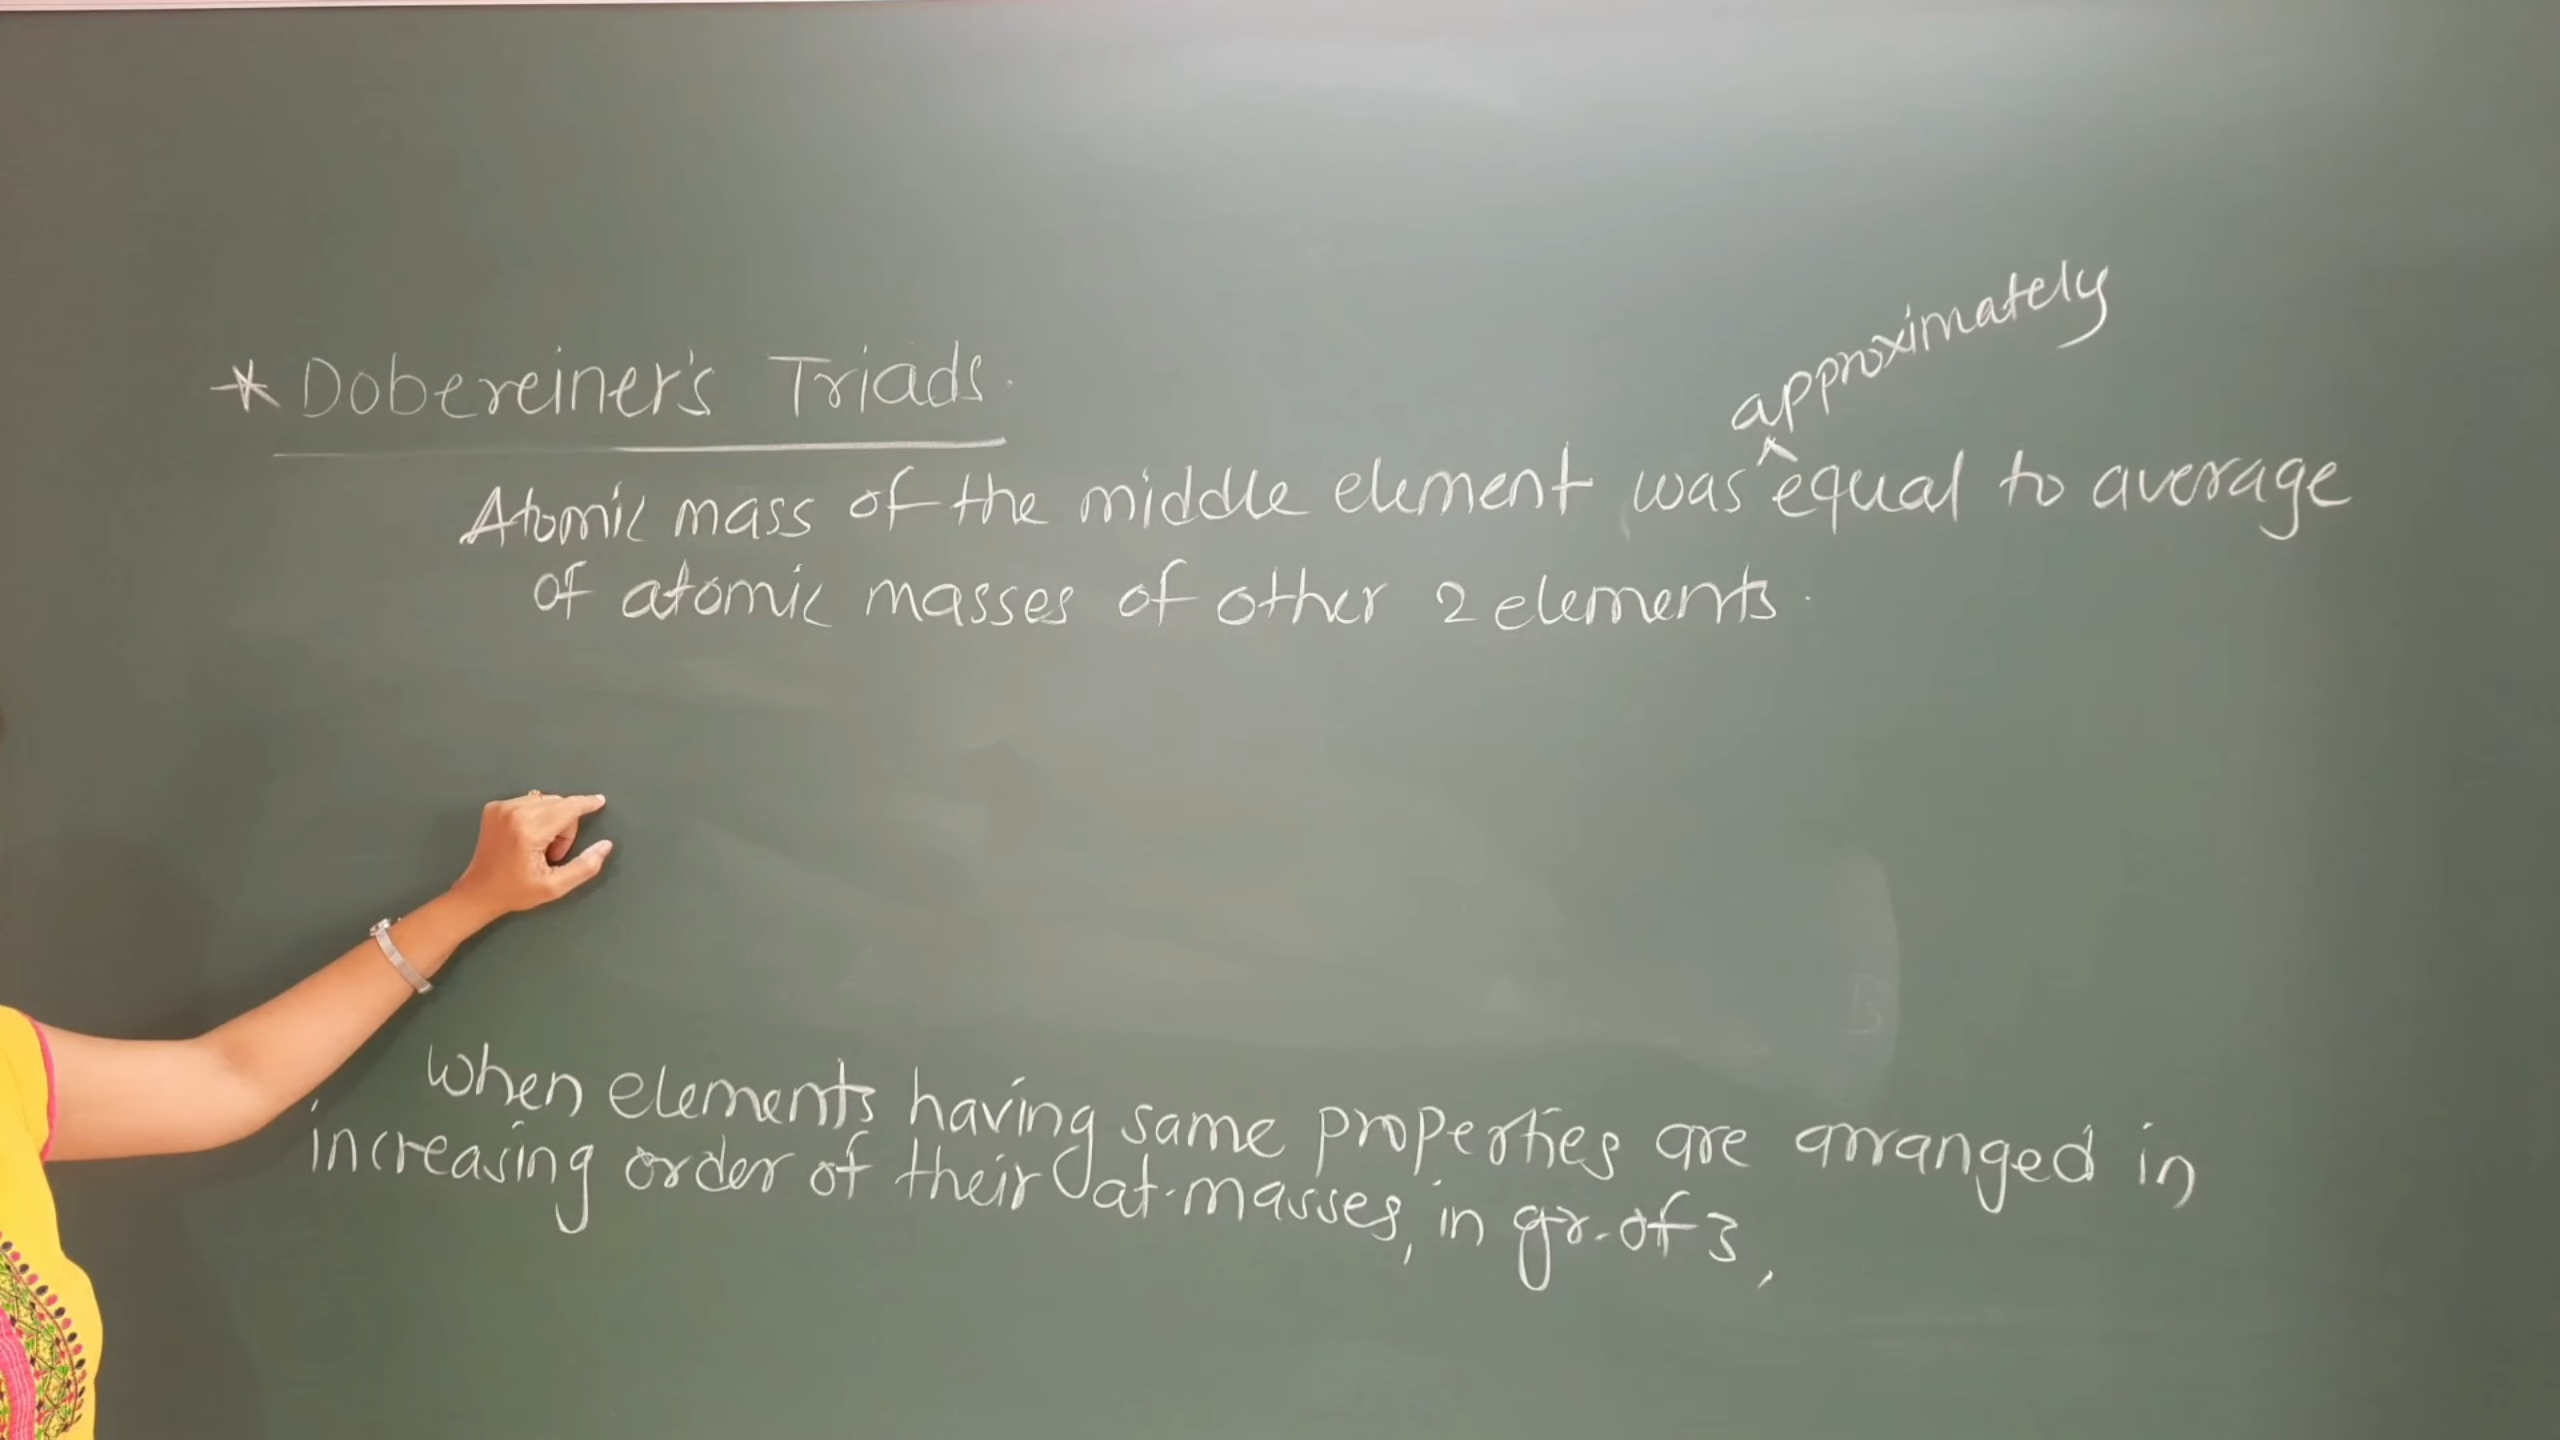 * Dobereiner's Triads.
approximately
Atomic mass of the middle element was ^ equal to average
of atomic masses of other 2 elements.
When elements having same properties are arranged in
increasing order of their at. masses, in gr. of 3,